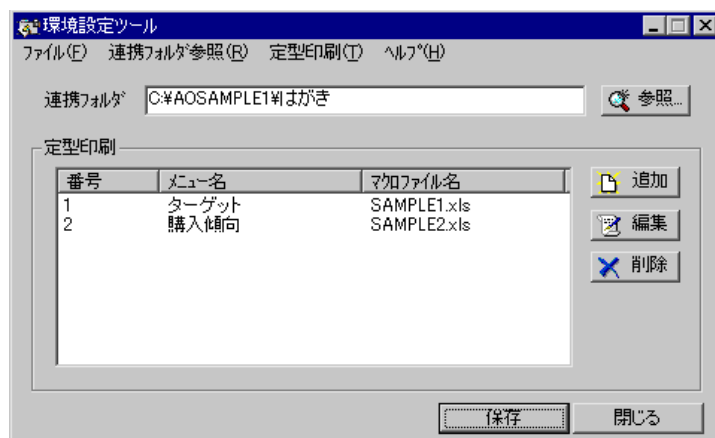 環境設定ツール
ﾌｧｲﾙ(F) 連携ﾌｫﾙﾀﾞ参照(R) 定型印刷(T) ﾍﾙﾌﾟ(H)
連携ﾌｫﾙﾀﾞ C:¥AOSAMPLE1¥はがき 参照...
定型印刷
番号 ﾒﾆｭｰ名 ﾏｸﾛﾌｧｲﾙ名 追加
1 ターゲット SAMPLE1.xls
2 購入傾向 SAMPLE2.xls 編集
削除
保存 閉じる